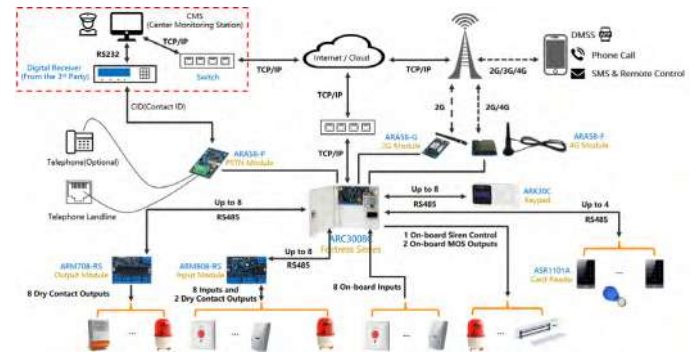 CMS
(Center Monitoring Station)
TCP/IP
RS232
Digital Receiver
(From the 3rd Party)
Switch
TCP/IP
Internet / Cloud
TCP/IP
DMSS
Phone Call
SMS & Remote Control
2G/3G/4G
CID(Contact ID)
TCP/IP
2G
2G/4G
Telephone(Optional)
ARA58-P
PSTN Module
TCP/IP
ARA58-G
2G Module
ARA58-F
4G Module
Telephone Landline
Up to 8
RS485
ARC3008C
Fortress Series
Up to 8
RS485
ARK30C
Keypad
Up to 4
RS485
1 On-board Siren Control
2 On-board MOS Outputs
ARM708-RS
Output Module
ARM808-RS
Input Module
Up to 8
RS485
ASR1101A
Card Reader
8 Dry Contact Outputs
8 Inputs and
2 Dry Contact Outputs
8 On-board Inputs